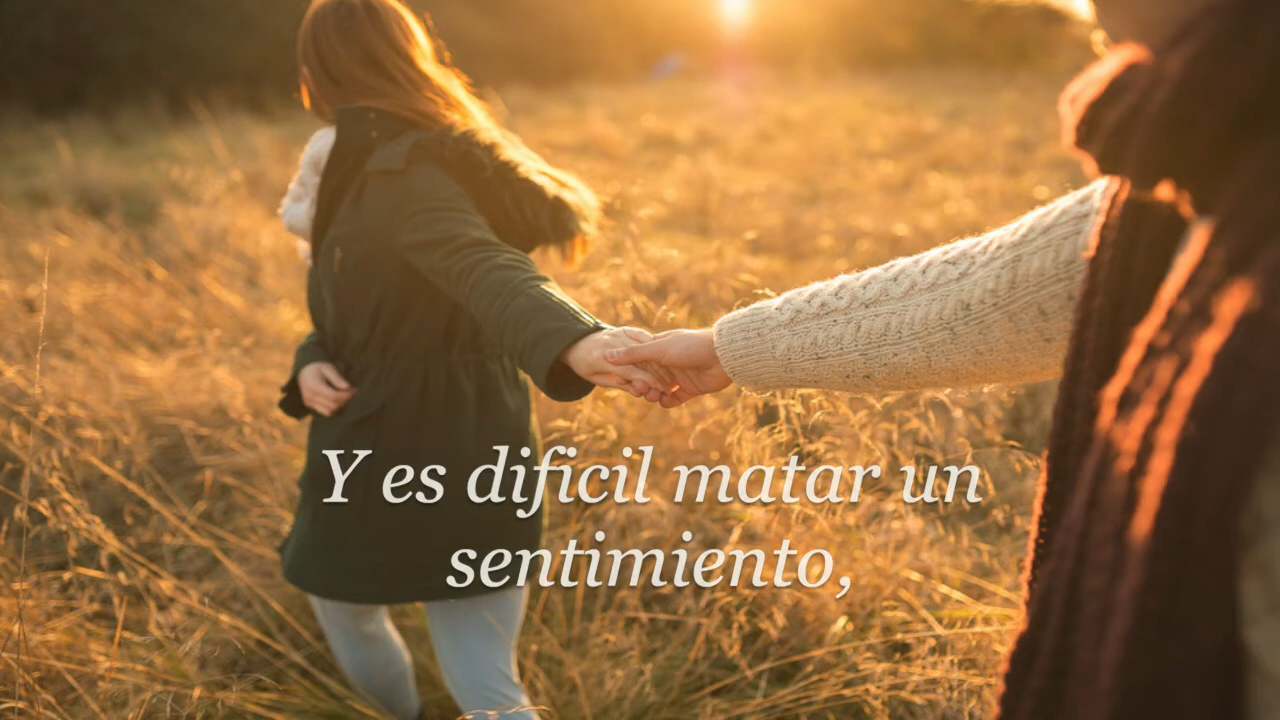 Y es dificil matar un
sentimiento,